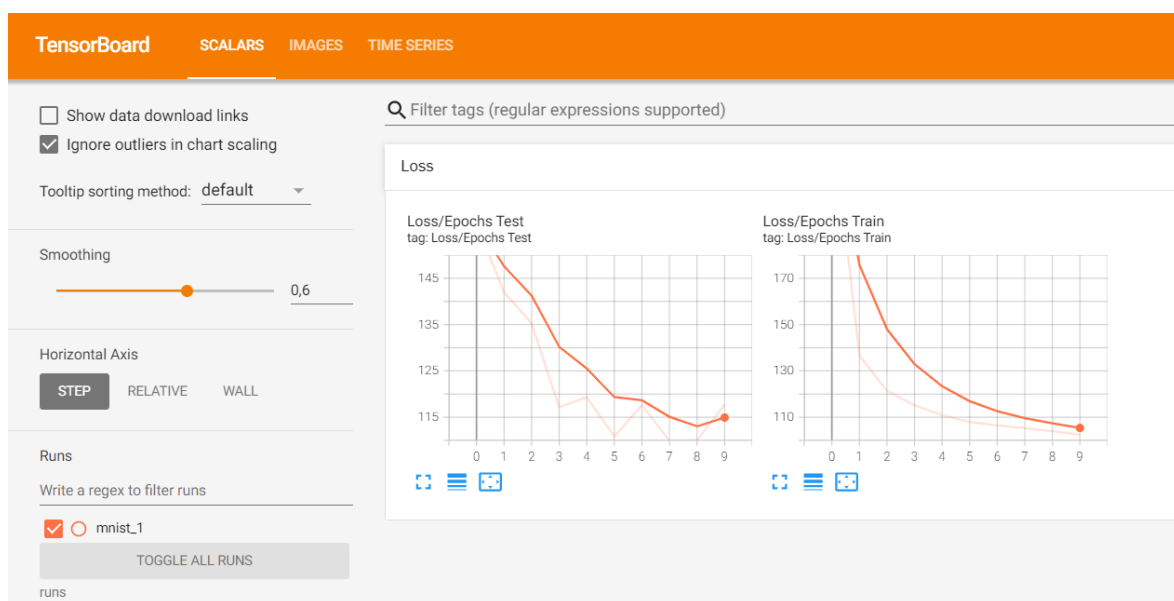 TensorBoard SCALARS IMAGES TIME SERIES
Show data download links
Ignore outliers in chart scaling
Tooltip sorting method: default
Smoothing
0,6
Horizontal Axis
STEP RELATIVE WALL
Runs
Write a regex to filter runs
mnist_1
TOGGLE ALL RUNS
runs
Filter tags (regular expressions supported)
Loss
Loss/Epochs Test
tag: Loss/Epochs Test
145
135
125
115
0 1 2 3 4 5 6 7 8 9
Loss/Epochs Train
tag: Loss/Epochs Train
170
150
130
110
0 1 2 3 4 5 6 7 8 9